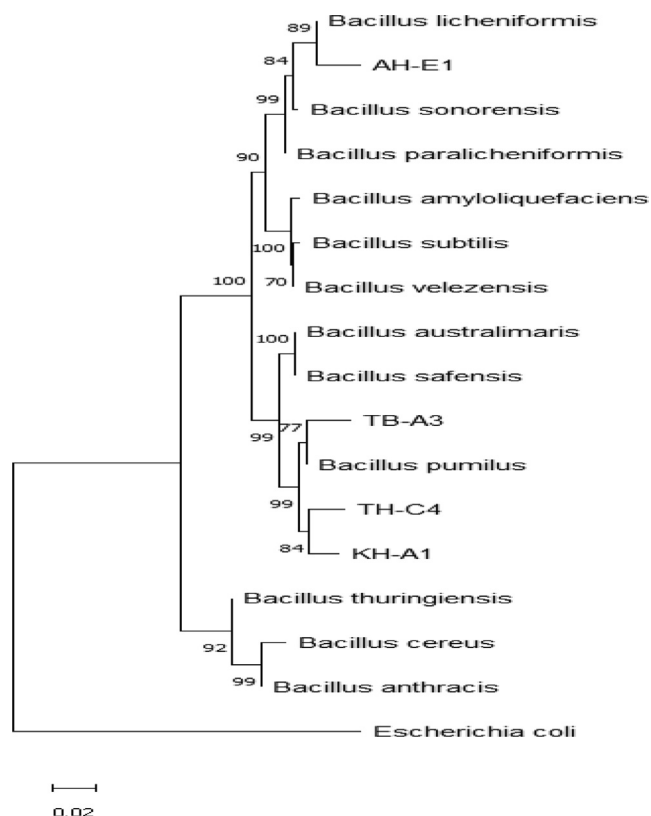 89
Bacillus licheniformis
84
AH-E1
99
Bacillus sonorensis
90
Bacillus paralicheniformis
Bacillus amyloliquefaciens
100
Bacillus subtilis
100
70
Bacillus velezensis
100
Bacillus australimaris
Bacillus safensis
77
TB-A3
99
Bacillus pumilus
99
TH-C4
84
KH-A1
Bacillus thuringiensis
92
Bacillus cereus
99
Bacillus anthracis
Escherichia coli
0.02